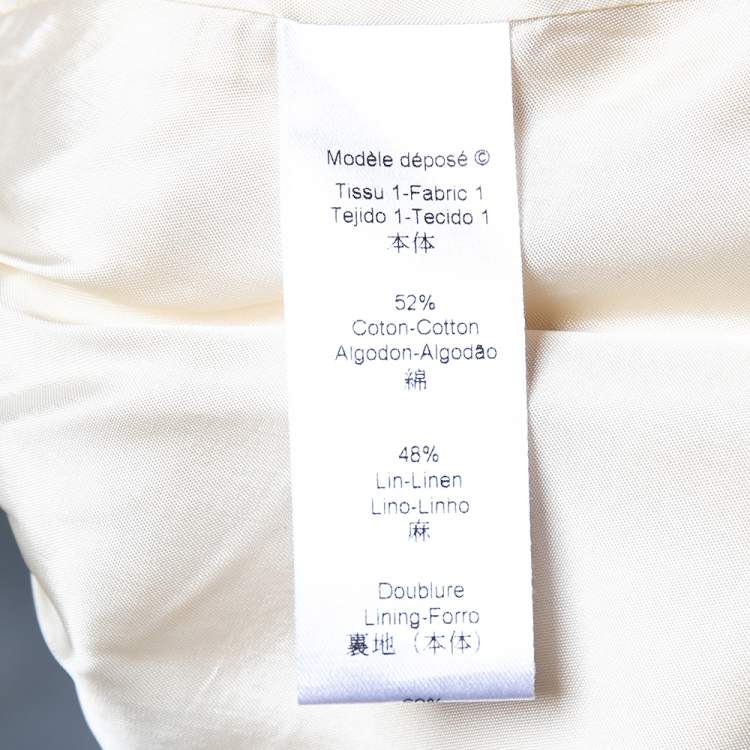 Modèle déposé ©
Tissu 1-Fabric 1
Tejido 1-Tecido 1
本体
52%
Coton-Cotton
Algodon-Algodão
綿
48%
Lin-Linen
Lino-Linho
麻
Doublure
Lining-Forro
裏地（本体）